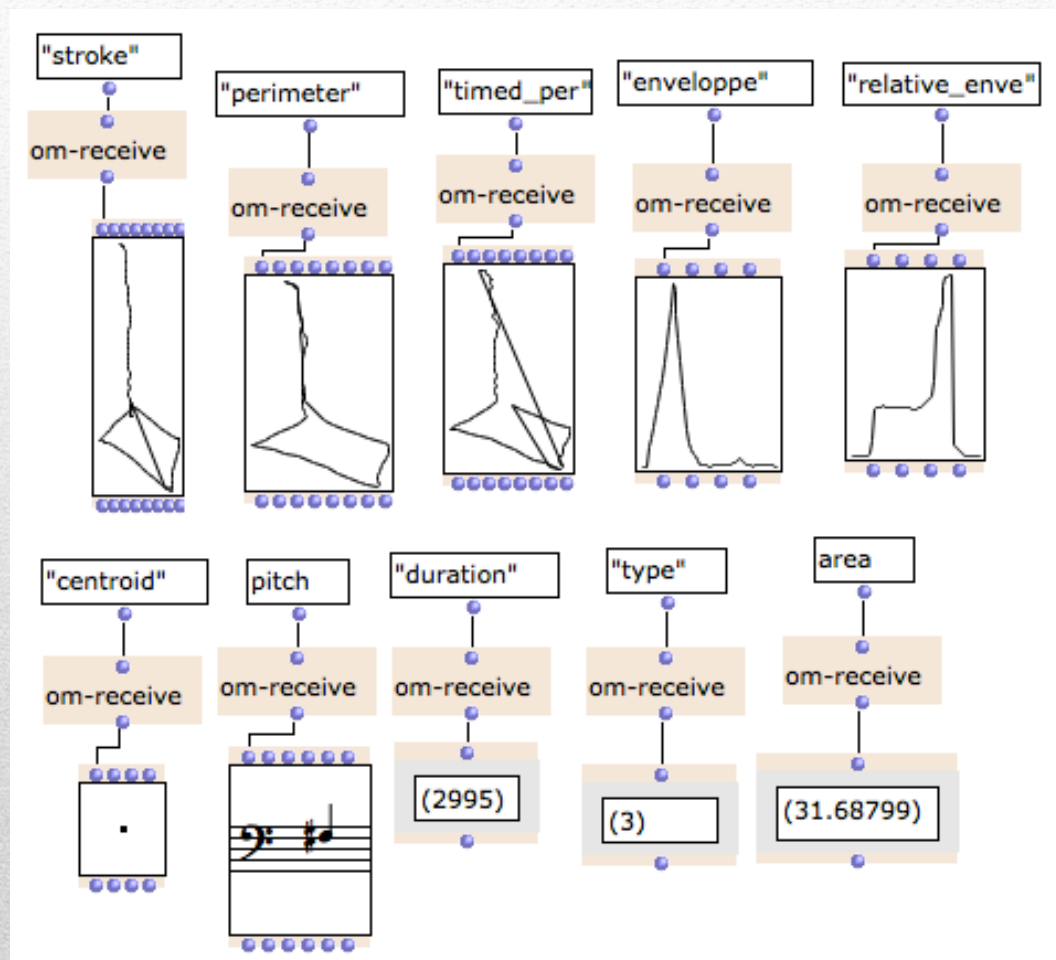 "stroke"
"perimeter"
"timed_per"
"enveloppe"
"relative_enve"
om-receive
om-receive
om-receive
om-receive
om-receive
"centroid"
pitch
"duration"
"type"
area
om-receive
om-receive
om-receive
om-receive
om-receive
(2995)
(3)
(31.68799)